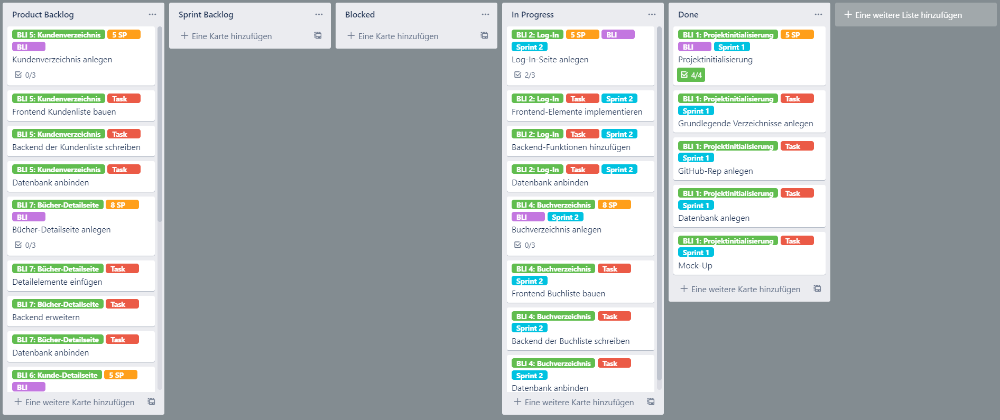 Product Backlog
BLI 5: Kundenverzeichnis 5 SP
BLI
Kundenverzeichnis anlegen
0/3
BLI 5: Kundenverzeichnis Task
Frontend Kundenliste bauen
BLI 5: Kundenverzeichnis Task
Backend der Kundenliste schreiben
BLI 5: Kundenverzeichnis Task
Datenbank anbinden
BLI 7: Bücher-Detailseite 8 SP
BLI
Bücher-Detailseite anlegen
0/3
BLI 7: Bücher-Detailseite Task
Detailelemente einfügen
BLI 7: Bücher-Detailseite Task
Backend erweitern
BLI 7: Bücher-Detailseite Task
Datenbank anbinden
BLI 6: Kunde-Detailseite 5 SP
BLI
+ Eine weitere Karte hinzufügen
Sprint Backlog
+ Eine Karte hinzufügen
Blocked
+ Eine Karte hinzufügen
In Progress
BLI 2: Log-In 5 SP BLI
Sprint 2
Log-In-Seite anlegen
2/3
BLI 2: Log-In Task Sprint 2
Frontend-Elemente implementieren
BLI 2: Log-In Task Sprint 2
Backend-Funktionen hinzufügen
BLI 2: Log-In Task Sprint 2
Datenbank anbinden
BLI 4: Buchverzeichnis 8 SP
BLI Sprint 2
Buchverzeichnis anlegen
0/3
BLI 4: Buchverzeichnis Task
Sprint 2
Frontend Buchliste bauen
BLI 4: Buchverzeichnis Task
Sprint 2
Backend der Buchliste schreiben
BLI 4: Buchverzeichnis Task
Sprint 2
Datenbank anbinden
+ Eine weitere Karte hinzufügen
Done
BLI 1: Projektinitialisierung 5 SP
BLI Sprint 1
Projektinitialisierung
4/4
BLI 1: Projektinitialisierung Task
Sprint 1
Grundlegende Verzeichnisse anlegen
BLI 1: Projektinitialisierung Task
Sprint 1
GitHub-Rep anlegen
BLI 1: Projektinitialisierung Task
Sprint 1
Datenbank anlegen
BLI 1: Projektinitialisierung Task
Sprint 1
Mock-Up
+ Eine weitere Karte hinzufügen
+ Eine weitere Liste hinzufügen